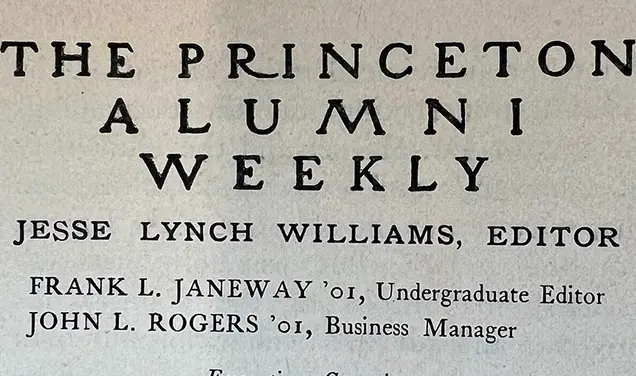 THE PRINCETON
ALUMNI
WEEKLY
JESSE LYNCH WILLIAMS, EDITOR
FRANK L. JANEWAY '01, Undergraduate Editor
JOHN L. ROGERS '01, Business Manager